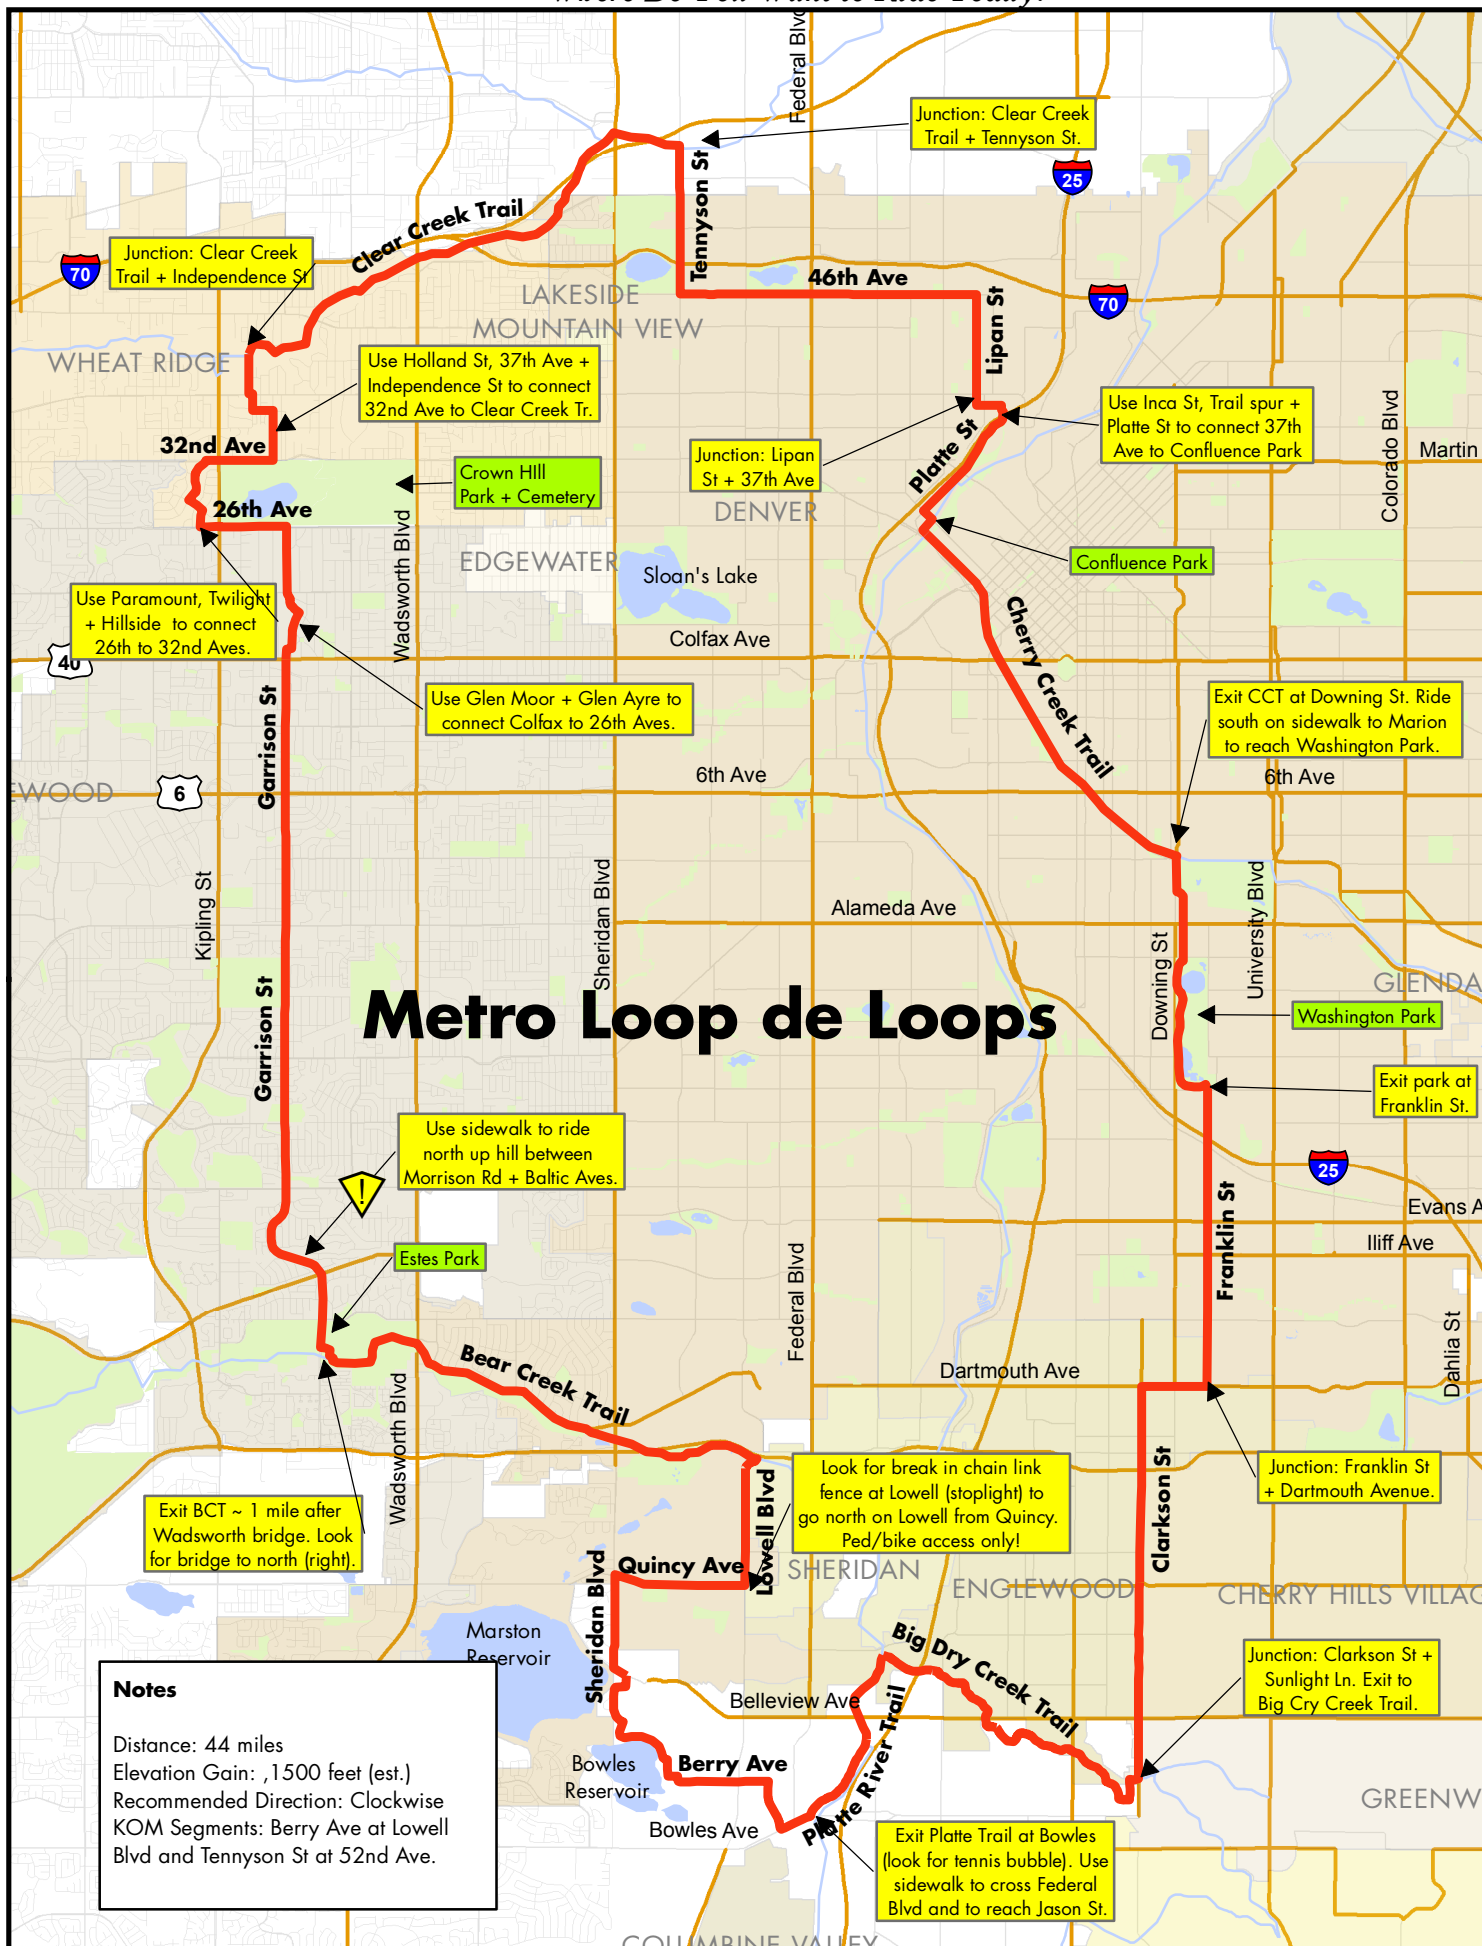 Where Do You Want to Ride Today?
Federal Blvd
Junction: Clear Creek
Trail + Tennyson St.
25
Tennyson St
Clear Creek Trail
Junction: Clear Creek
Trail + Independence St
70
46th Ave
LAKESIDE
MOUNTAIN VIEW
70
Lipan St
WHEAT RIDGE
Use Holland St, 37th Ave +
Independence St to connect
32nd Ave to Clear Creek Tr.
Use Inca St, Trail spur +
Platte St to connect 37th
Ave to Confluence Park
Colorado Blvd
Martin
32nd Ave
Junction: Lipan
St + 37th Ave
Platte St
Crown HIll
Park + Cemetery
26th Ave
DENVER
Wadsworth Blvd
EDGEWATER
Sloan's Lake
Confluence Park
Use Paramount, Twilight
+ Hillside to connect
26th to 32nd Aves.
40
Colfax Ave
Cherry Creek Trail
Use Glen Moor + Glen Ayre to
connect Colfax to 26th Aves.
Exit CCT at Downing St. Ride
south on sidewalk to Marion
to reach Washington Park.
Garrison St
6th Ave
6th Ave
EWOOD
6
Kipling St
Sheridan Blvd
Alameda Ave
University Blvd
Downing St
GLENDA
Garrison St
Metro Loop de Loops
Washington Park
Exit park at
Franklin St.
Use sidewalk to ride
north up hill between
Morrison Rd + Baltic Aves.
!
25
Evans A
Franklin St
Iliff Ave
Estes Park
Federal Blvd
Dahlia St
Bear Creek Trail
Dartmouth Ave
Wadsworth Blvd
Look for break in chain link
fence at Lowell (stoplight) to
go north on Lowell from Quincy.
Ped/bike access only!
Junction: Franklin St
+ Dartmouth Avenue.
Clarkson St
Lowell Blvd
Exit BCT ~ 1 mile after
Wadsworth bridge. Look
for bridge to north (right).
Quincy Ave
SHERIDAN
ENGLEWOOD
CHERRY HILLS VILLAG
Sheridan Blvd
Marston
Reservoir
Big Dry Creek Trail
Junction: Clarkson St +
Sunlight Ln. Exit to
Big Cry Creek Trail.
Belleview Ave
Platte River Trail
Bowles
Reservoir
Berry Ave
Bowles Ave
GREENW
Exit Platte Trail at Bowles
(look for tennis bubble). Use
sidewalk to cross Federal
Blvd and to reach Jason St.
Notes
Distance: 44 miles
Elevation Gain: ,1500 feet (est.)
Recommended Direction: Clockwise
KOM Segments: Berry Ave at Lowell
Blvd and Tennyson St at 52nd Ave.
COLUMBINE VALLEY